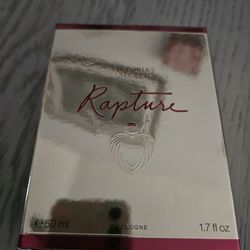 VICTORIA'S
SECRET
Rapture
COLOGNE
℮ 50 ml
1.7 fl oz